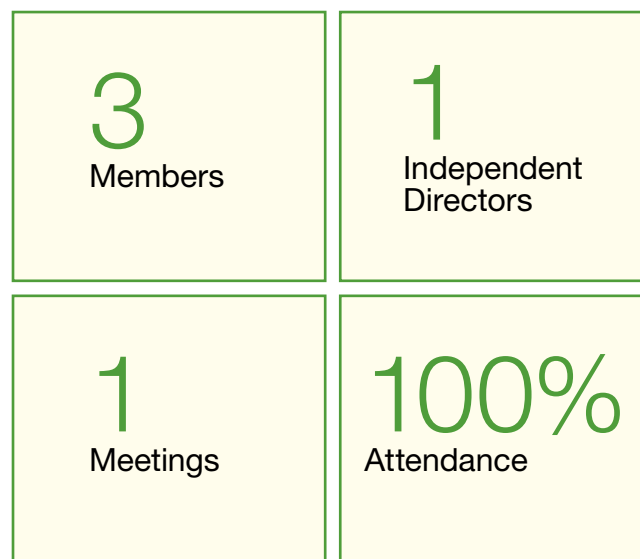 3
Members
1
Independent
Directors
1
Meetings
100%
Attendance